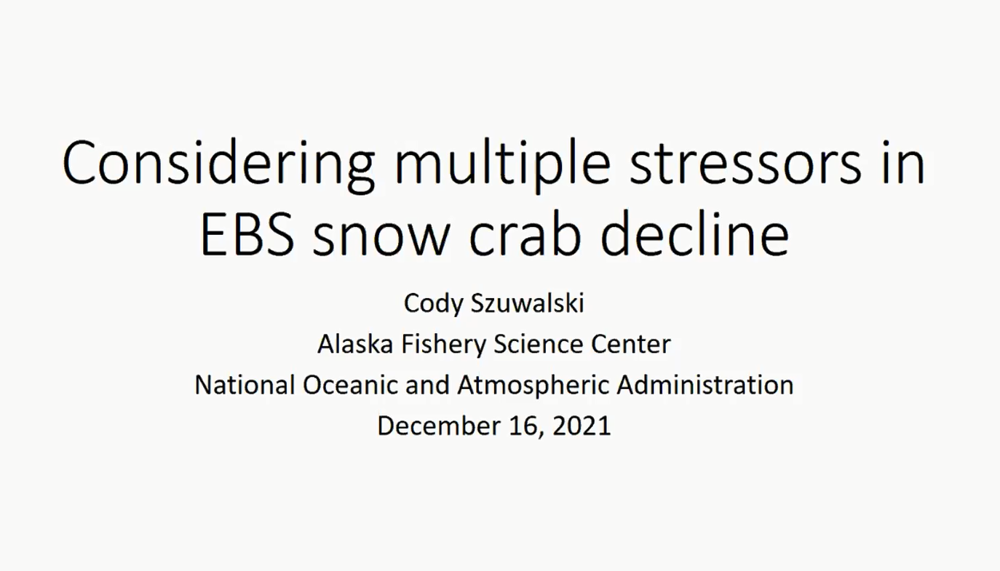 Considering multiple stressors in
EBS snow crab decline
Cody Szuwalski
Alaska Fishery Science Center
National Oceanic and Atmospheric Administration
December 16, 2021